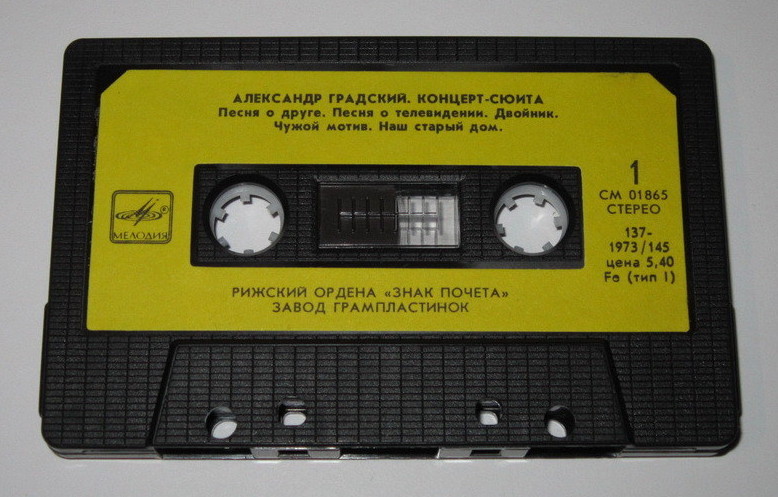 АЛЕКСАНДР ГРАДСКИЙ. КОНЦЕРТ-СЮИТА
Песня о друге. Песня о телевидении. Двойник.
Чужой мотив. Наш старый дом.
1
СМ 01865
СТЕРЕО
137-
1973/145
цена 5,40
Fe (тип I)
®
МЕЛОДИЯ
РИЖСКИЙ ОРДЕНА «ЗНАК ПОЧЕТА»
ЗАВОД ГРАМПЛАСТИНОК